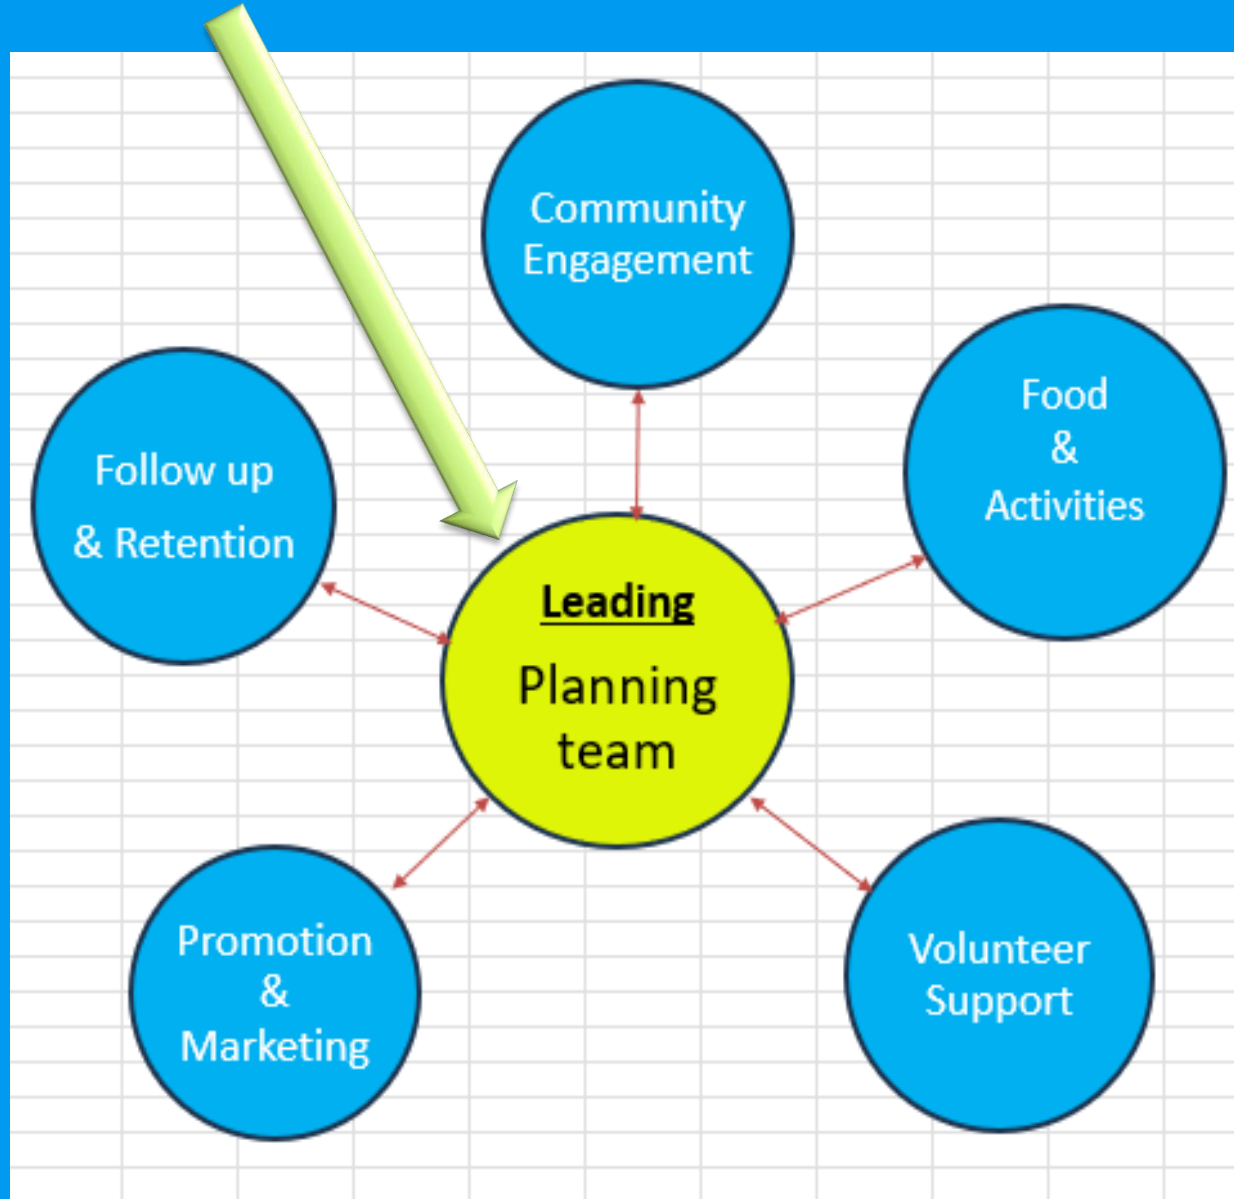 Community
Engagement
Food
&
Activities
Follow up
& Retention
Leading
Planning
team
Promotion
&
Marketing
Volunteer
Support